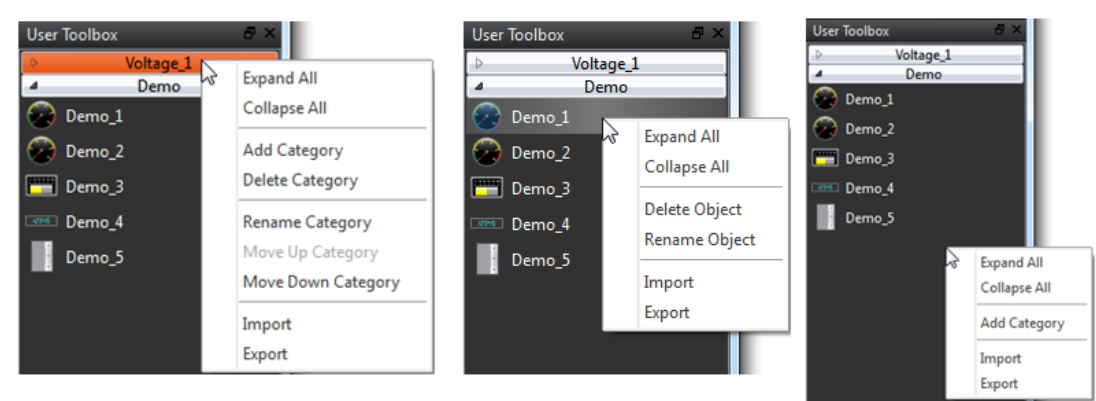 User Toolbox
Voltage_1
Demo
Demo_1
Demo_2
Demo_3
Demo_4
Demo_5
Expand All
Collapse All
Add Category
Delete Category
Rename Category
Move Up Category
Move Down Category
Import
Export
User Toolbox
Voltage_1
Demo
Demo_1
Demo_2
Demo_3
Demo_4
Demo_5
Expand All
Collapse All
Delete Object
Rename Object
Import
Export
User Toolbox
Voltage_1
Demo
Demo_1
Demo_2
Demo_3
Demo_4
Demo_5
Expand All
Collapse All
Add Category
Import
Export